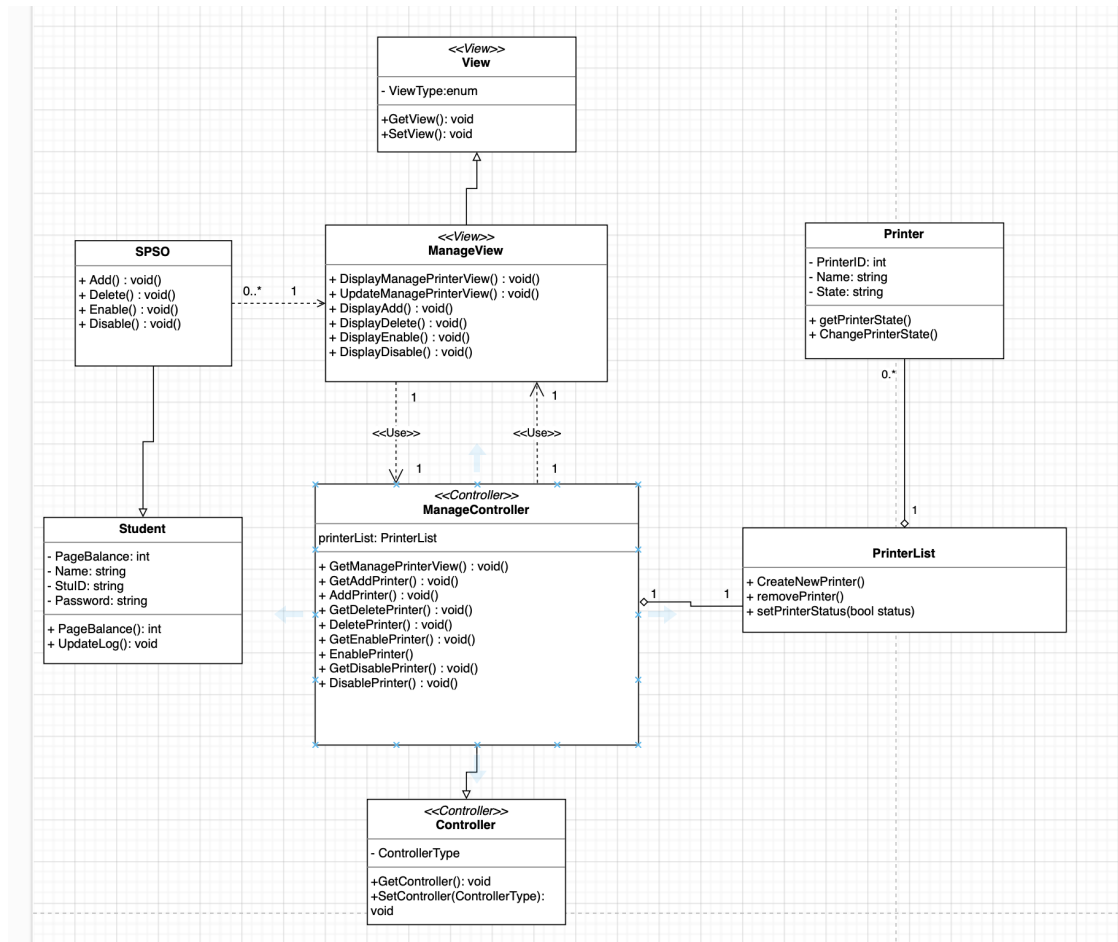 <<View>>
View
- ViewType:enum
+GetView(): void
+SetView(): void
<<View>>
ManageView
+ DisplayManagePrinterView() : void()
+ UpdateManagePrinterView() : void()
+ DisplayAdd() : void()
+ DisplayDelete() : void()
+ DisplayEnable() : void()
+ DisplayDisable() : void()
SPSO
+ Add() : void()
+ Delete() : void()
+ Enable() : void()
+ Disable() : void()
0..* 1
Printer
- PrinterID: int
- Name: string
- State: string
+ getPrinterState()
+ ChangePrinterState()
0.*
1
1
<<Use>>
1
1
<<Use>>
1
<<Controller>>
ManageController
printerList: PrinterList
+ GetManagePrinterView() : void()
+ GetAddPrinter() : void()
+ AddPrinter() : void()
+ GetDeletePrinter() : void()
+ DeletePrinter() : void()
+ GetEnablePrinter() : void()
+ EnablePrinter()
+ GetDisablePrinter() : void()
+ DisablePrinter() : void()
1 1
PrinterList
+ CreateNewPrinter()
+ removePrinter()
+ setPrinterStatus(bool status)
Student
- PageBalance: int
- Name: string
- StuID: string
- Password: string
+ PageBalance(): int
+ UpdateLog(): void
<<Controller>>
Controller
- ControllerType
+GetController(): void
+SetController(ControllerType):
void